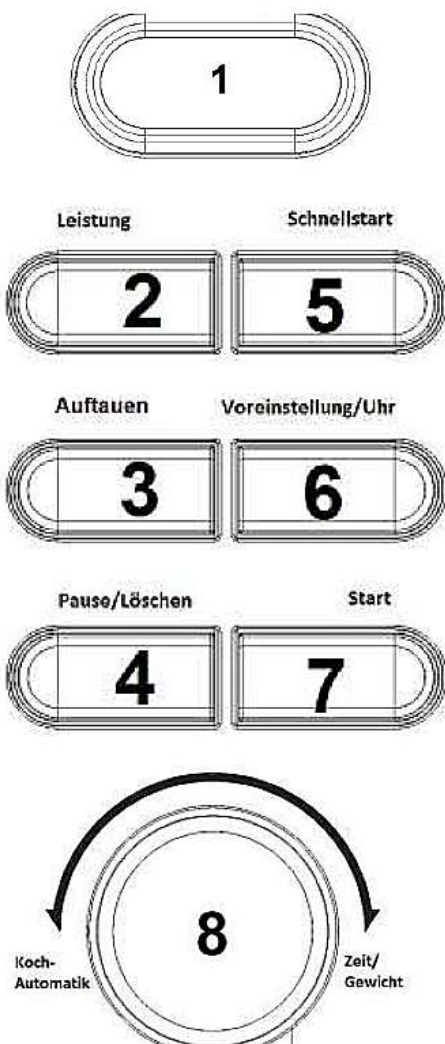 1
Leistung Schnellstart
2 5
Auftauen Voreinstellung/Uhr
3 6
Pause/Löschen Start
4 7
8
Koch-
Automatik
Zeit/
Gewicht